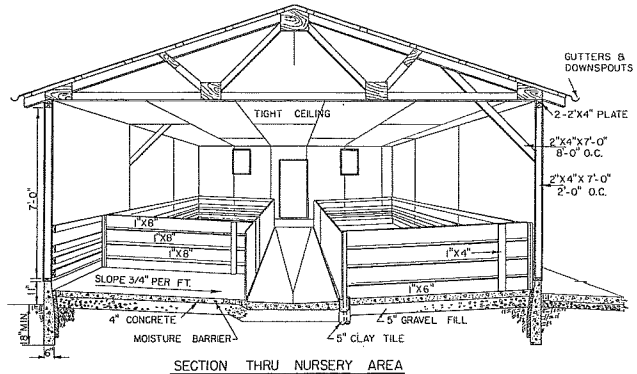 GUTTERS &
DOWNSPOUTS
2-2"X4" PLATE
TIGHT CEILING
2"X4"X7'-0"
8'-0" O.C.
2"X4"X7'-0"
2'-0" O.C.
7'-0"
1"X8"
1"X8"
1"X8"
1"X4"
SLOPE 3/4" PER FT.
1"X6"
4" CONCRETE
5" GRAVEL FILL
MOISTURE BARRIER
5" CLAY TILE
18" MIN.
6"
SECTION THRU NURSERY AREA